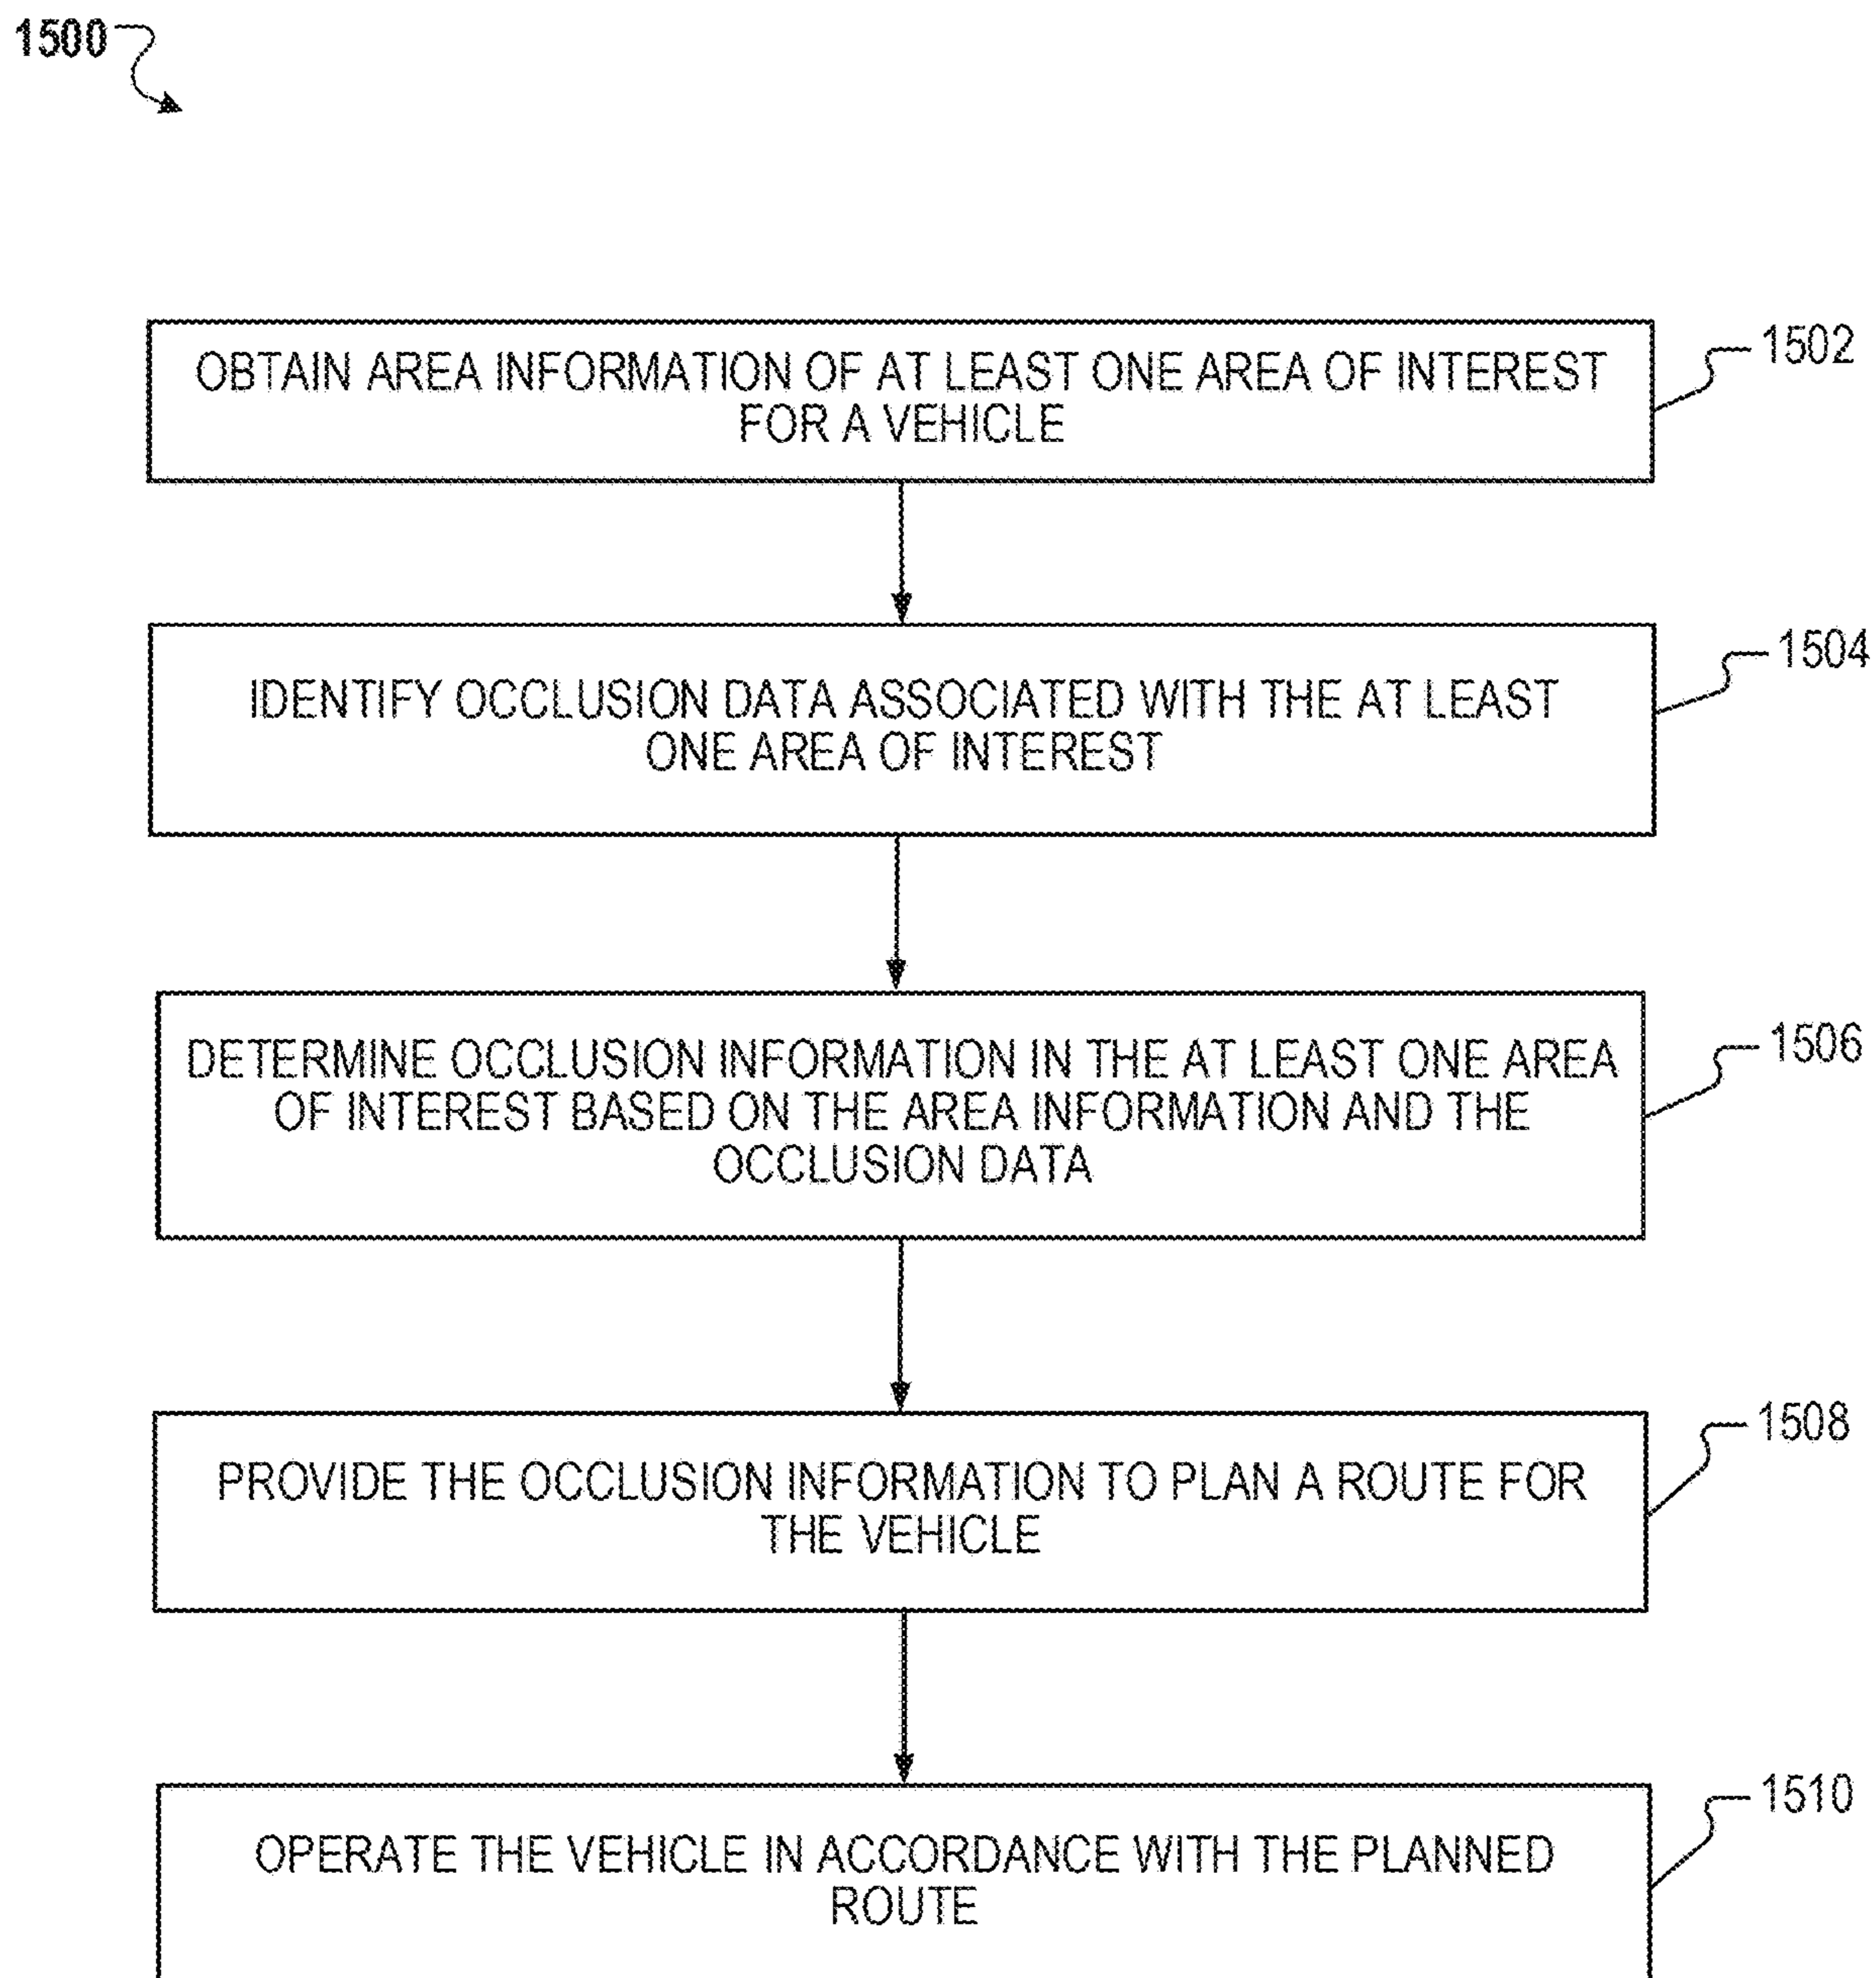 1500
OBTAIN AREA INFORMATION OF AT LEAST ONE AREA OF INTEREST
FOR A VEHICLE
1502
IDENTIFY OCCLUSION DATA ASSOCIATED WITH THE AT LEAST
ONE AREA OF INTEREST
1504
DETERMINE OCCLUSION INFORMATION IN THE AT LEAST ONE AREA
OF INTEREST BASED ON THE AREA INFORMATION AND THE
OCCLUSION DATA
1506
PROVIDE THE OCCLUSION INFORMATION TO PLAN A ROUTE FOR
THE VEHICLE
1508
OPERATE THE VEHICLE IN ACCORDANCE WITH THE PLANNED
ROUTE
1510